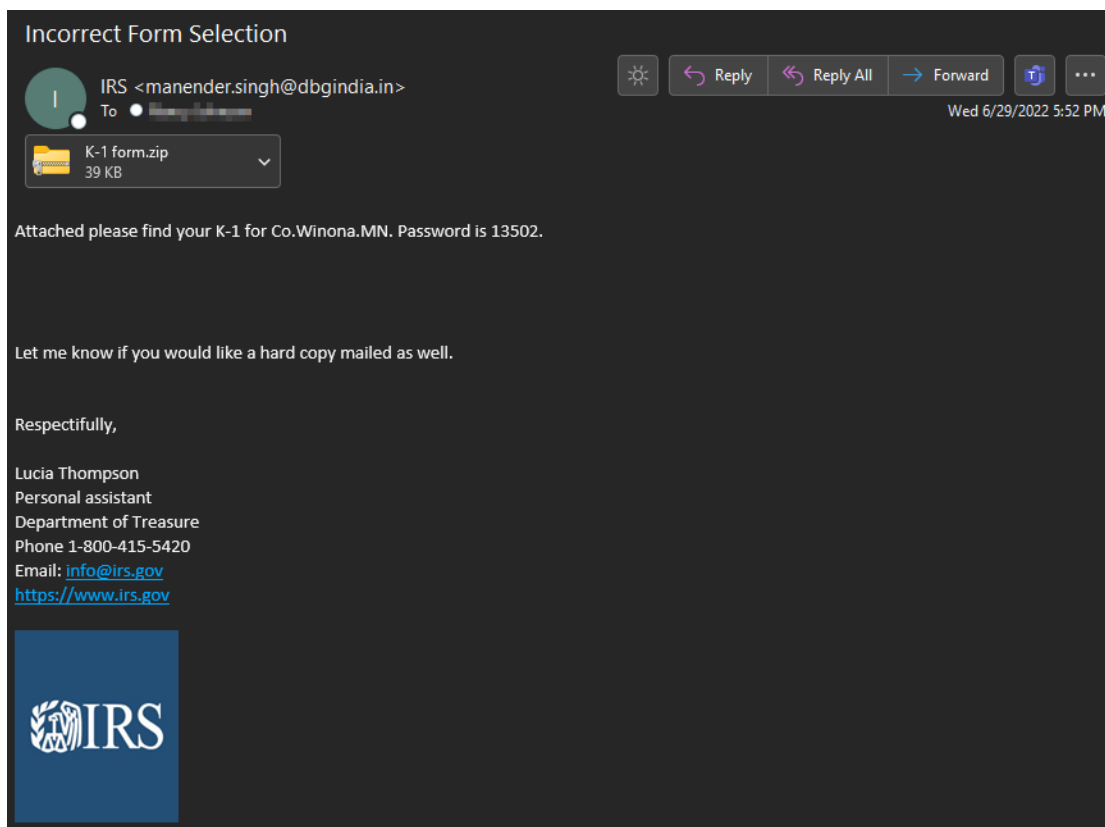 Incorrect Form Selection
I
IRS <manender.singh@dbgindia.in>
To
Reply
Reply All
Forward
Wed 6/29/2022 5:52 PM
K-1 form.zip
39 KB
Attached please find your K-1 for Co.Winona.MN. Password is 13502.
Let me know if you would like a hard copy mailed as well.
Respectifully,
Lucia Thompson
Personal assistant
Department of Treasure
Phone 1-800-415-5420
Email: info@irs.gov
https://www.irs.gov
IRS